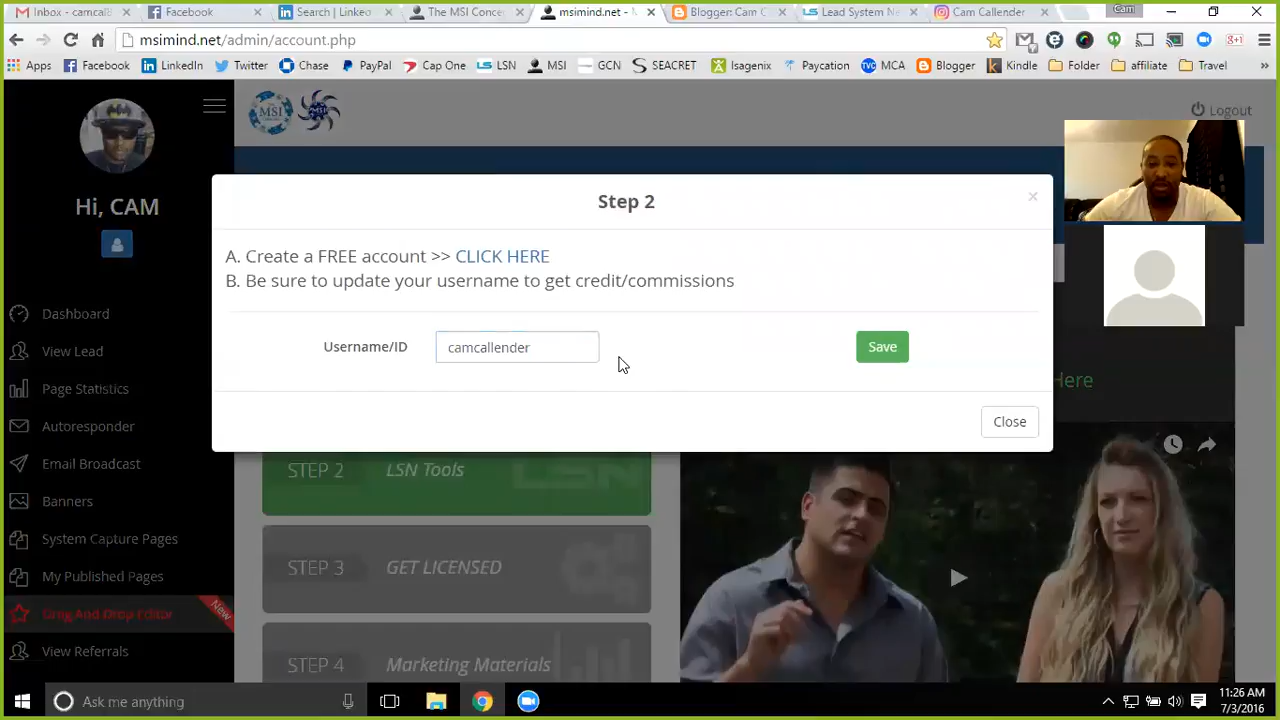 Inbox - camcall
Facebook
Search | Linke
The MSI Conce
msimind.net -
Blogger: Cam C
Lead System N
Cam Callender
Cam
msimind.net/admin/account.php
Apps
Facebook
LinkedIn
Twitter
Chase
PayPal
Cap One
LSN
MSI
GCN
SEACRET
Isagenix
Paycation
MCA
Blogger
Kindle
Folder
affiliate
Travel
»
MSI
Logout
Hi, CAM
Step 2
×
A. Create a FREE account >> CLICK HERE
B. Be sure to update your username to get credit/commissions
Username/ID
camcallender
Save
Close
Here
Dashboard
View Lead
Page Statistics
Autoresponder
Email Broadcast
Banners
System Capture Pages
My Published Pages
Drag And Drop Editor
New
View Referrals
STEP 2 LSN Tools LSN
STEP 3 GET LICENSED
STEP 4 Marketing Materials
Ask me anything
11:26 AM
7/3/2016